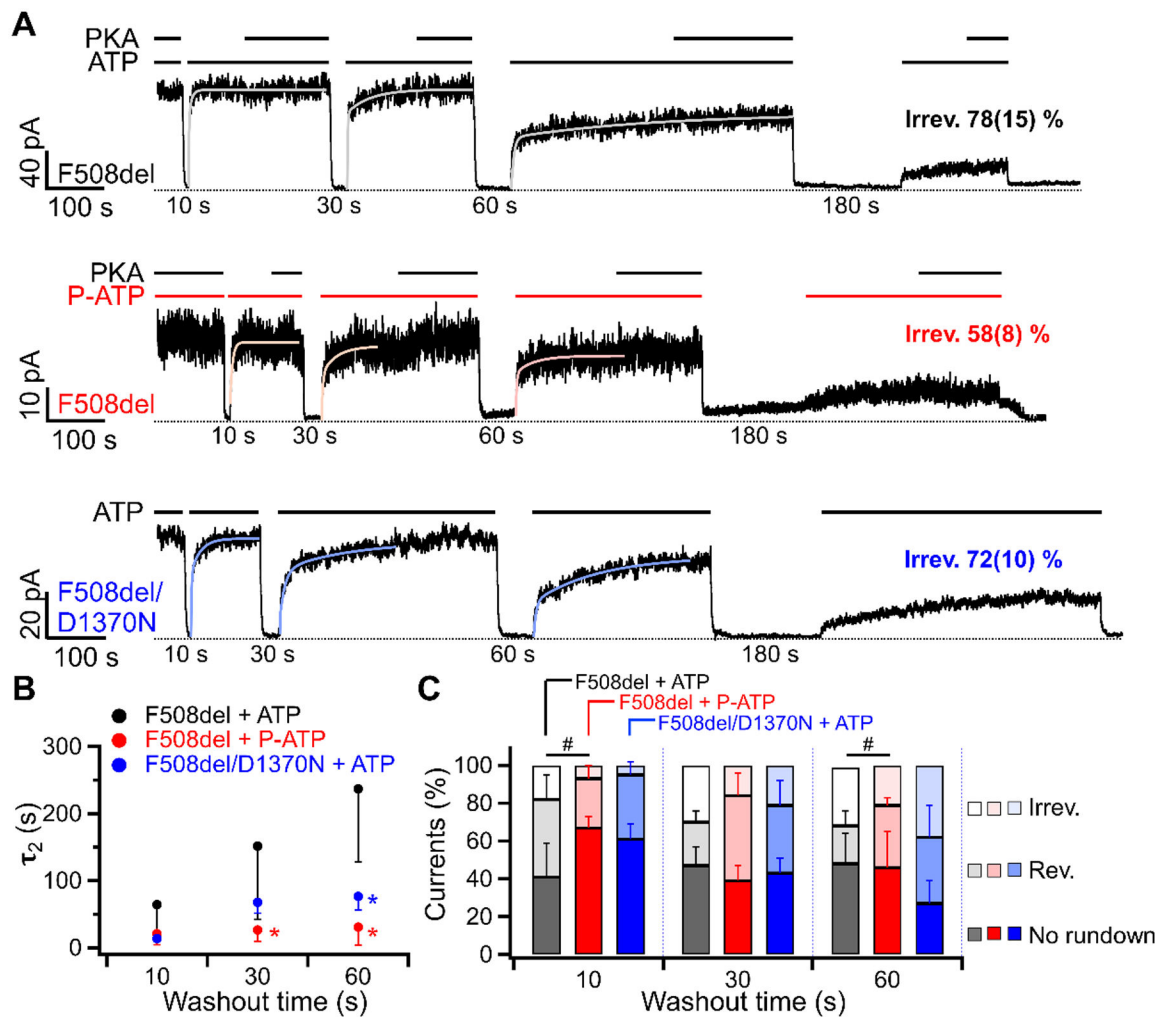 A
PKA
ATP
40 pA
F508del
100 s
10 s
30 s
60 s
180 s
Irrev. 78(15) %
PKA
P-ATP
10 pA
F508del
100 s
10 s
30 s
60 s
180 s
Irrev. 58(8) %
ATP
20 pA
F508del/
D1370N
100 s
10 s
30 s
60 s
180 s
Irrev. 72(10) %
B
F508del + ATP
F508del + P-ATP
F508del/D1370N + ATP
τ2 (s)
300
200
100
0
*
*
*
10
30
60
Washout time (s)
C
F508del + ATP
F508del + P-ATP
F508del/D1370N + ATP
#
#
Currents (%)
100
80
60
40
20
0
10
30
60
Washout time (s)
Irrev.
Rev.
No rundown